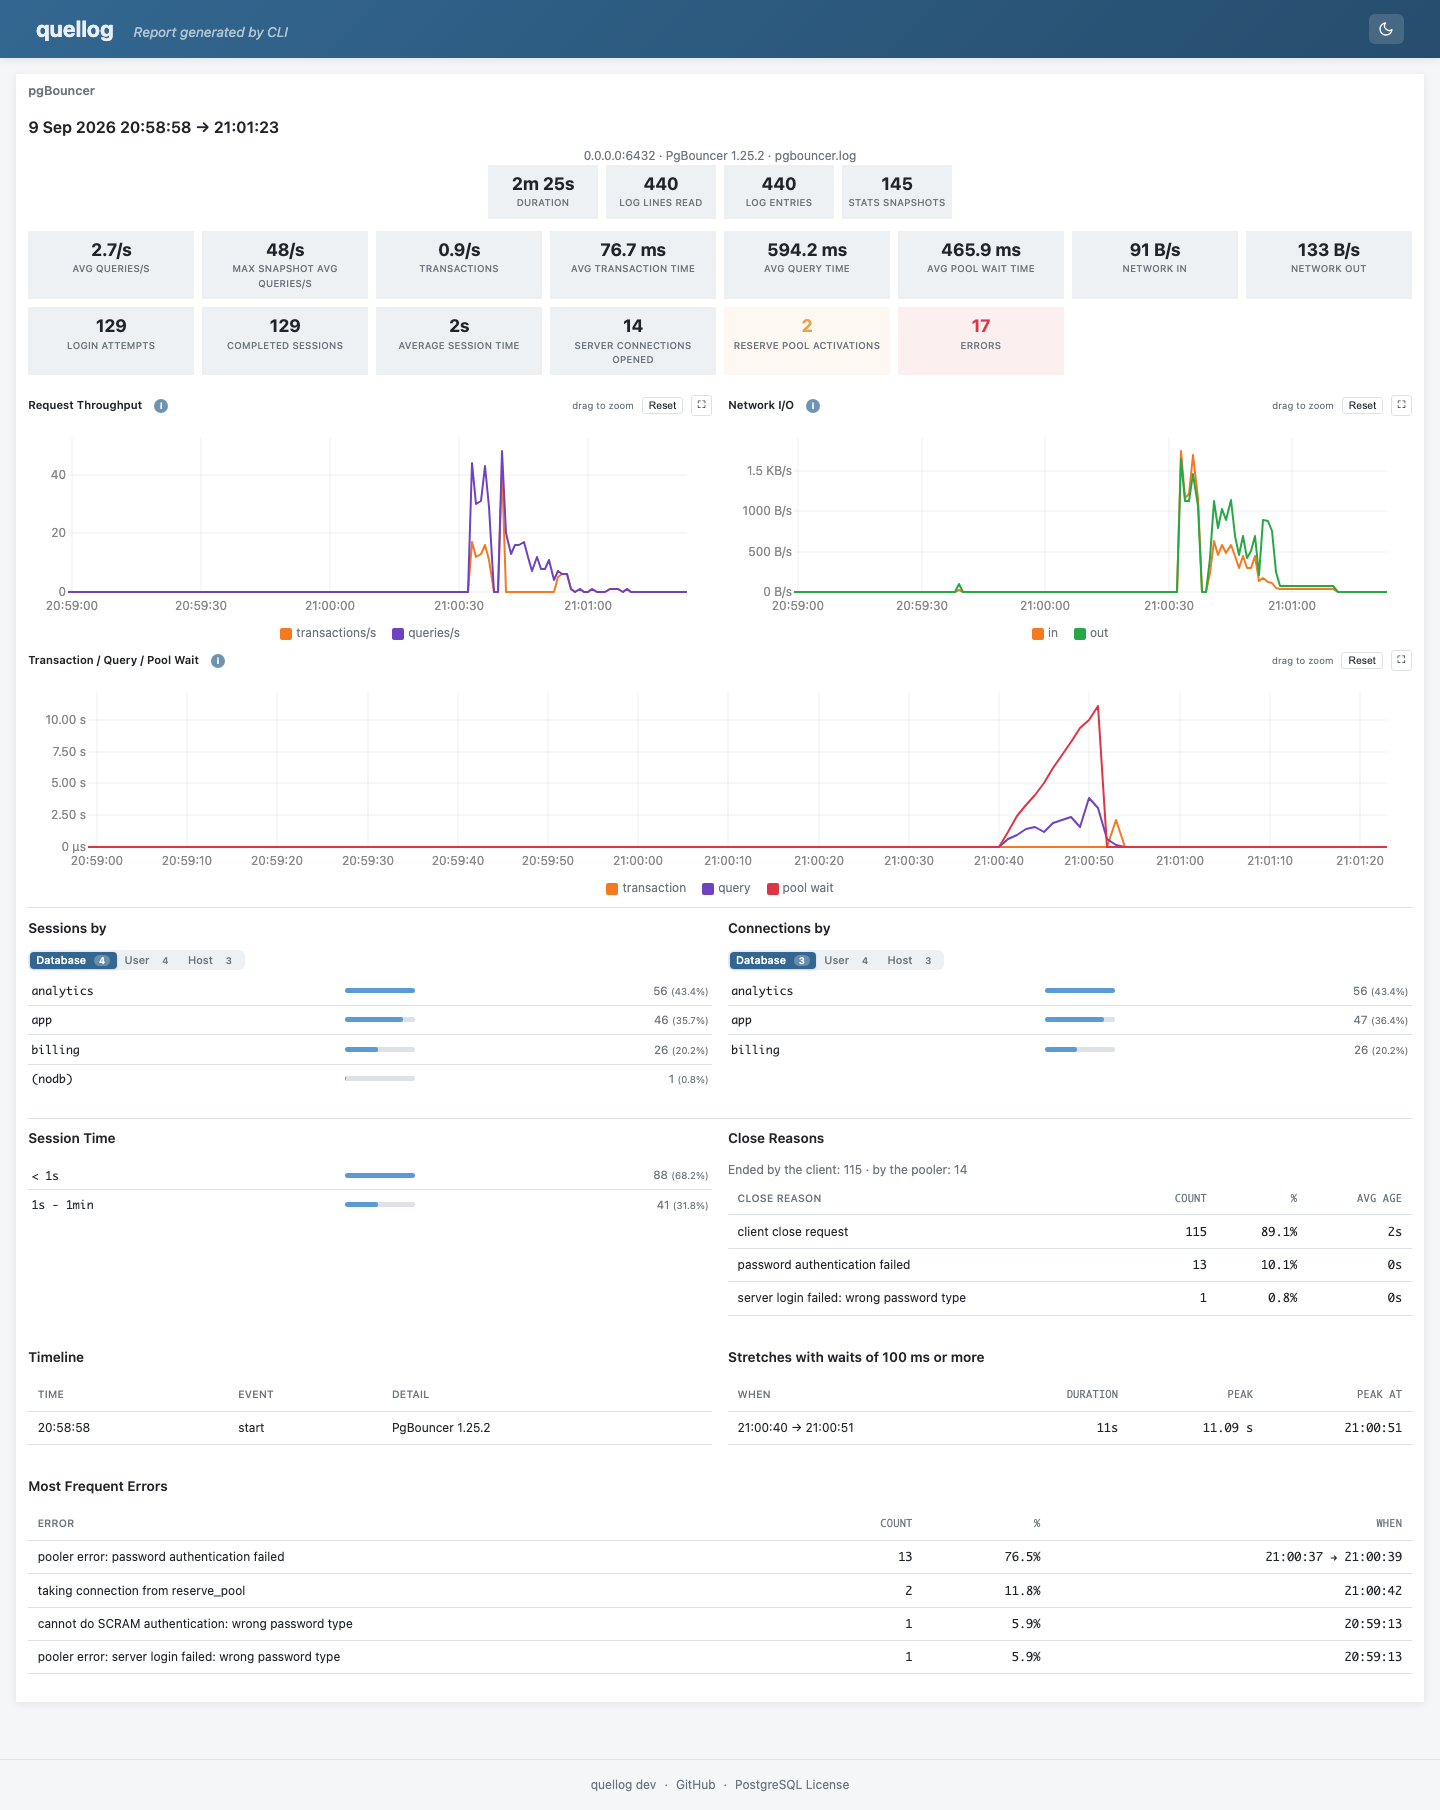 quellog Report generated by CLI
pgBouncer
9 Sep 2026 20:58:58 → 21:01:23
0.0.0.0:6432 · PgBouncer 1.25.2 · pgbouncer.log
2m 25s 440 440 145
DURATION LOG LINES READ LOG ENTRIES STATS SNAPSHOTS
2.7/s 48/s 0.9/s 76.7 ms 594.2 ms 465.9 ms 91 B/s 133 B/s
AVG QUERIES/S MAX SNAPSHOT AVG QUERIES/S TRANSACTIONS AVG TRANSACTION TIME AVG QUERY TIME AVG POOL WAIT TIME NETWORK IN NETWORK OUT
129 129 2s 14 2 17
LOGIN ATTEMPTS COMPLETED SESSIONS AVERAGE SESSION TIME SERVER CONNECTIONS OPENED RESERVE POOL ACTIVATIONS ERRORS
Request Throughput i drag to zoom Reset
40
20
0
20:59:00 20:59:30 21:00:00 21:00:30 21:01:00
transactions/s queries/s
Network I/O i drag to zoom Reset
1.5 KB/s
1000 B/s
500 B/s
0 B/s
20:59:00 20:59:30 21:00:00 21:00:30 21:01:00
in out
Transaction / Query / Pool Wait i drag to zoom Reset
10.00 s
7.50 s
5.00 s
2.50 s
0 µs
20:59:00 20:59:10 20:59:20 20:59:30 20:59:40 20:59:50 21:00:00 21:00:10 21:00:20 21:00:30 21:00:40 21:00:50 21:01:00 21:01:10 21:01:20
transaction query pool wait
Sessions by
Database 4 User 4 Host 3
analytics 56 (43.4%)
app 46 (35.7%)
billing 26 (20.2%)
(nodb) 1 (0.8%)
Connections by
Database 3 User 4 Host 3
analytics 56 (43.4%)
app 47 (36.4%)
billing 26 (20.2%)
Session Time
< 1s 88 (68.2%)
1s - 1min 41 (31.8%)
Close Reasons
Ended by the client: 115 · by the pooler: 14
CLOSE REASON COUNT % AVG AGE
client close request 115 89.1% 2s
password authentication failed 13 10.1% 0s
server login failed: wrong password type 1 0.8% 0s
Timeline
TIME EVENT DETAIL
20:58:58 start PgBouncer 1.25.2
Stretches with waits of 100 ms or more
WHEN DURATION PEAK PEAK AT
21:00:40 → 21:00:51 11s 11.09 s 21:00:51
Most Frequent Errors
ERROR COUNT % WHEN
pooler error: password authentication failed 13 76.5% 21:00:37 → 21:00:39
taking connection from reserve_pool 2 11.8% 21:00:42
cannot do SCRAM authentication: wrong password type 1 5.9% 20:59:13
pooler error: server login failed: wrong password type 1 5.9% 20:59:13
quellog dev · GitHub · PostgreSQL License